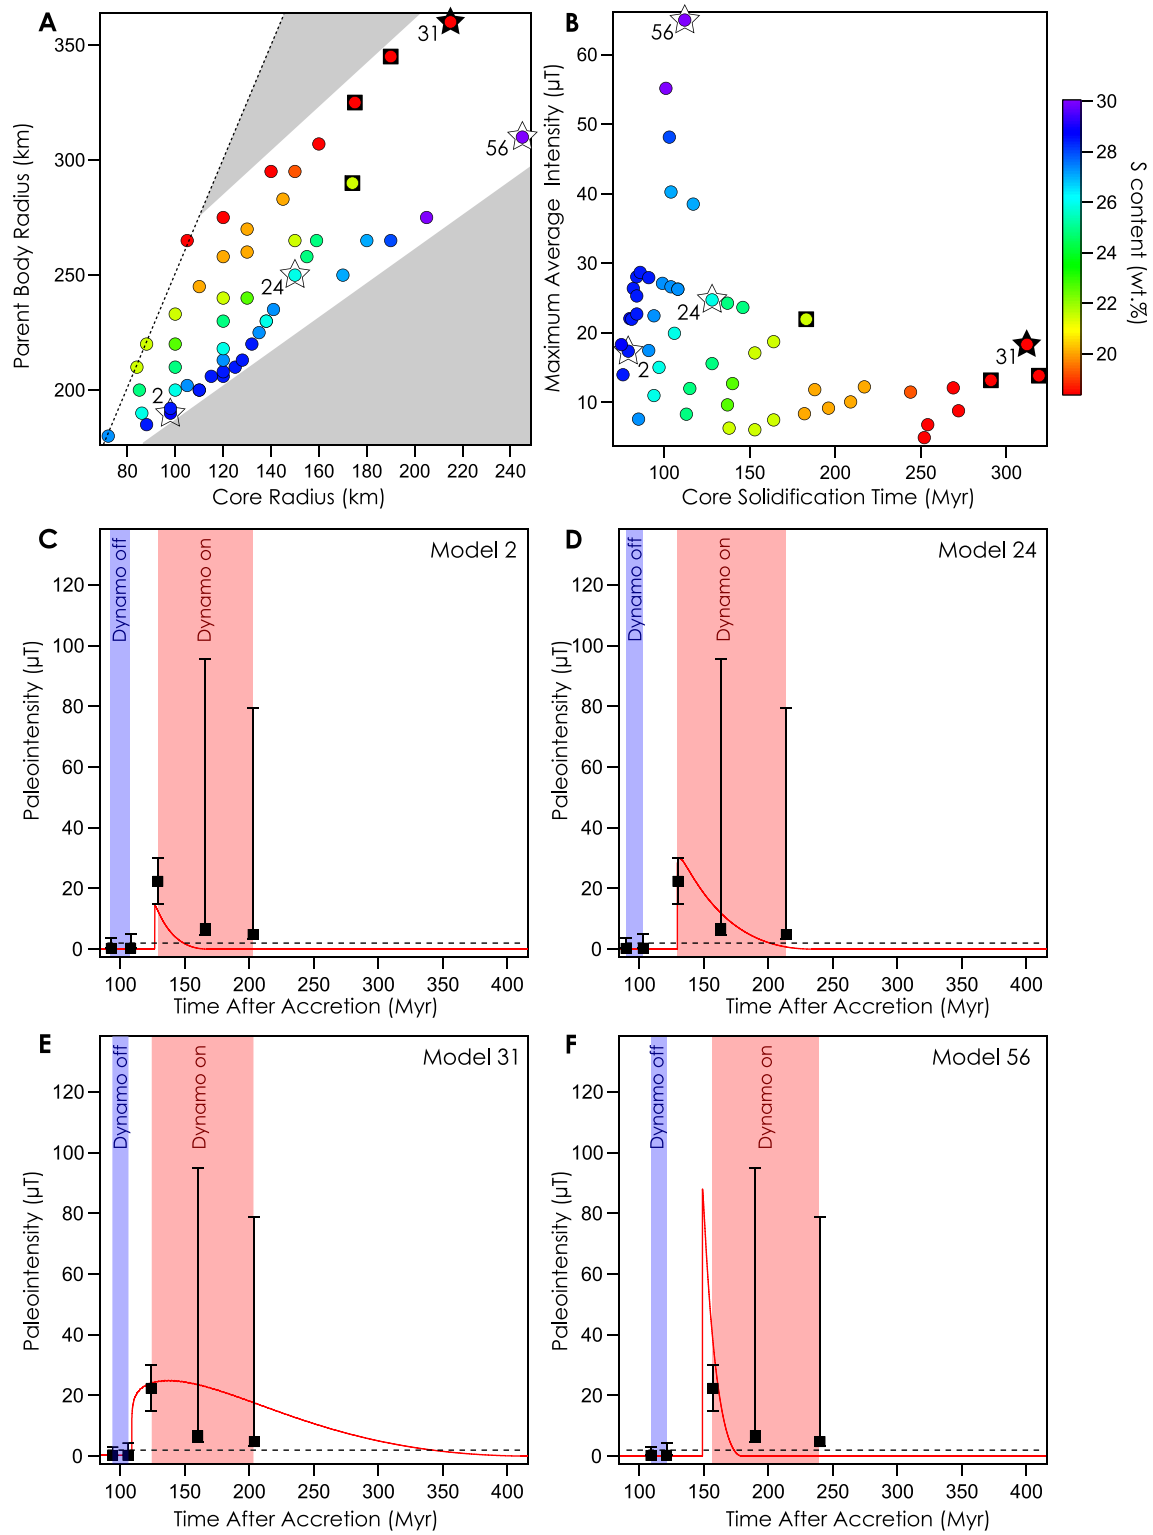 A
350
300
250
200
Parent Body Radius (km)
31
56
24
2
80 100 120 140 160 180 200 220 240
Core Radius (km)
B
60
50
40
30
20
10
Maximum Average Intensity (µT)
56
24
2
31
100 150 200 250 300
Core Solidification Time (Myr)
30
28
26
24
22
20
S content (wt.%)
C
Model 2
Dynamo off
Dynamo on
120
100
80
60
40
20
0
Paleointensity (µT)
100 150 200 250 300 350 400
Time After Accretion (Myr)
D
Model 24
Dynamo off
Dynamo on
120
100
80
60
40
20
0
Paleointensity (µT)
100 150 200 250 300 350 400
Time After Accretion (Myr)
E
Model 31
Dynamo off
Dynamo on
120
100
80
60
40
20
0
Paleointensity (µT)
100 150 200 250 300 350 400
Time After Accretion (Myr)
F
Model 56
Dynamo off
Dynamo on
120
100
80
60
40
20
0
Paleointensity (µT)
100 150 200 250 300 350 400
Time After Accretion (Myr)